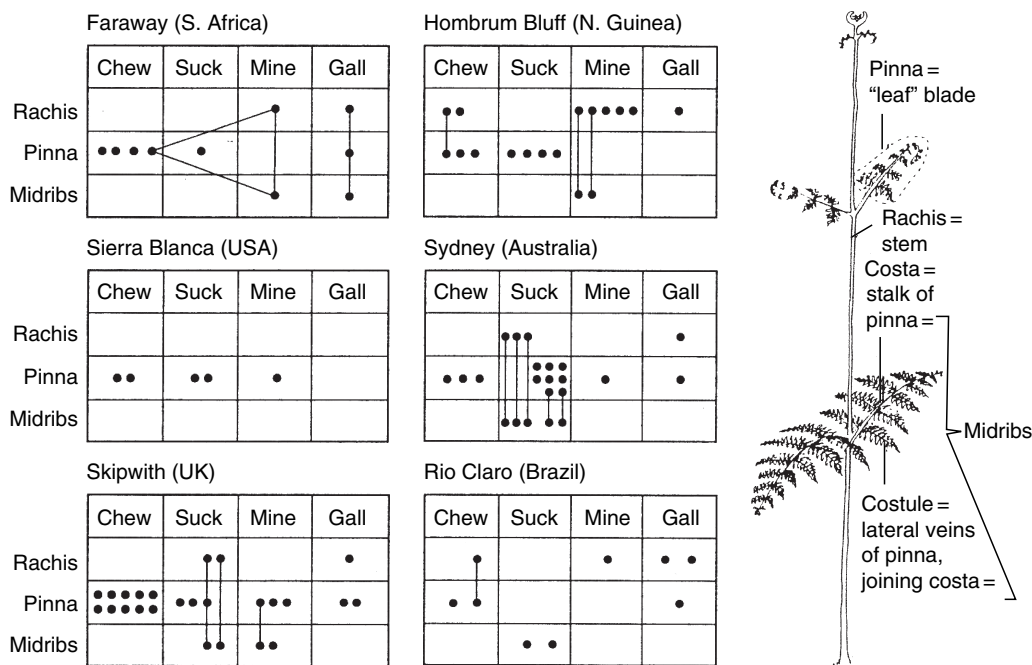 Faraway (S. Africa)
Chew Suck Mine Gall
Rachis
Pinna
Midribs
Hombrum Bluff (N. Guinea)
Chew Suck Mine Gall
Sierra Blanca (USA)
Chew Suck Mine Gall
Rachis
Pinna
Midribs
Sydney (Australia)
Chew Suck Mine Gall
Skipwith (UK)
Chew Suck Mine Gall
Rachis
Pinna
Midribs
Rio Claro (Brazil)
Chew Suck Mine Gall
Pinna =
“leaf” blade
Rachis =
stem
Costa =
stalk of
pinna =
Midribs
Costule =
lateral veins
of pinna,
joining costa =